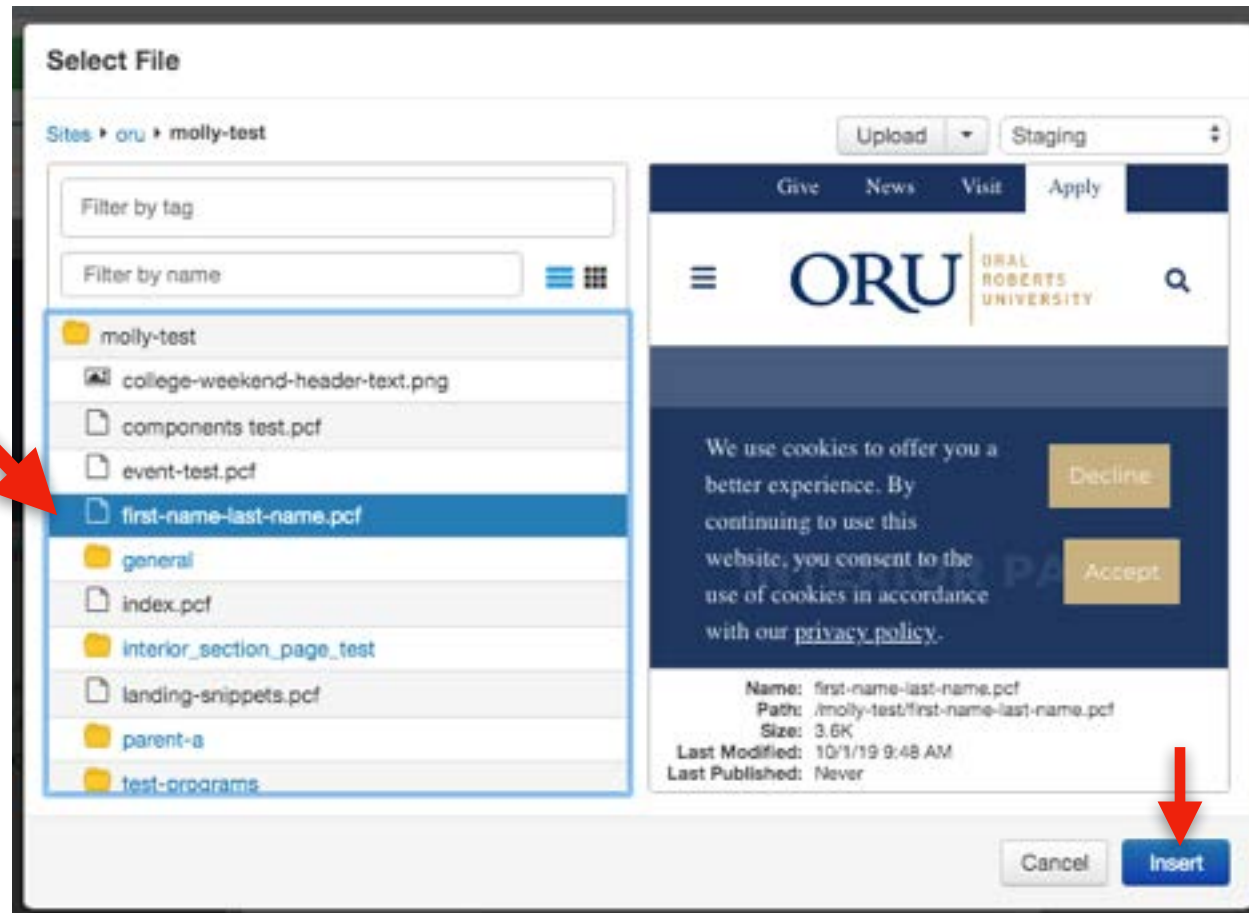 Select File
Sites ▸ oru ▸ molly-test
Upload
Staging
Filter by tag
Filter by name
molly-test
college-weekend-header-text.png
components test.pcf
event-test.pcf
first-name-last-name.pcf
general
index.pcf
interior_section_page_test
landing-snippets.pcf
parent-a
test-programs
Give News Visit Apply
ORU
ORAL
ROBERTS
UNIVERSITY
We use cookies to offer you a
better experience. By
continuing to use this
website, you consent to the
use of cookies in accordance
with our privacy policy.
Decline
Accept
INTERIOR PA
Name: first-name-last-name.pcf
Path: /molly-test/first-name-last-name.pcf
Size: 3.6K
Last Modified: 10/1/19 9:48 AM
Last Published: Never
Cancel
Insert